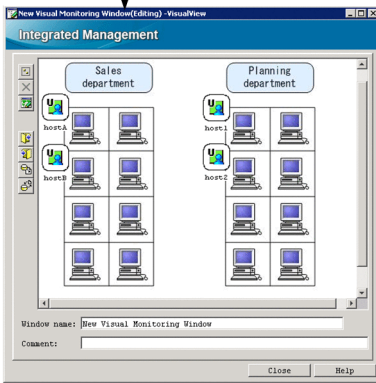 New Visual Monitoring Window(Editing) -VisualView
Integrated Management
Sales
department
Planning
department
hostA
host1
hostB
host2
Window name: New Visual Monitoring Window
Comment:
Close Help